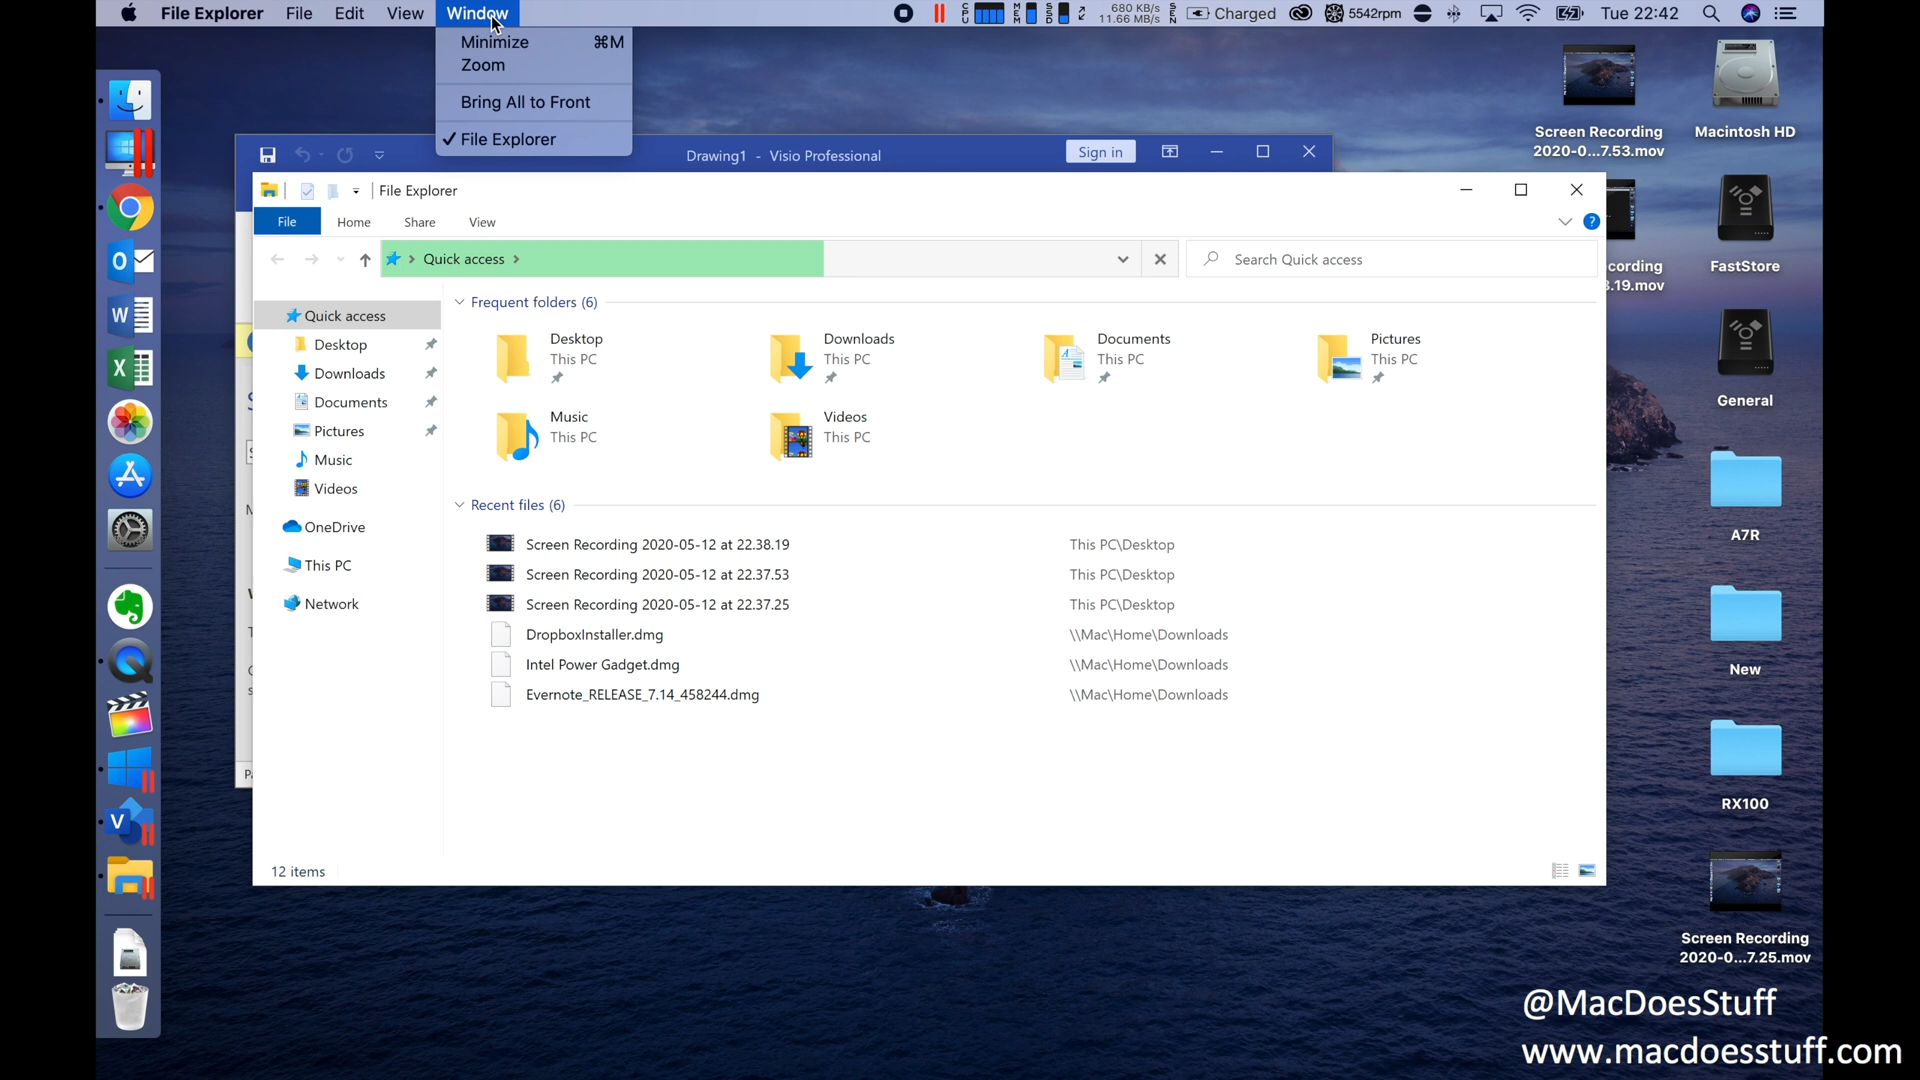 File Explorer File Edit View Window
CPU MEM SSD 680 KB/s 11.66 MB/s SEN Charged 5542rpm Tue 22:42
Minimize ⌘M
Zoom
Bring All to Front
✓ File Explorer
Drawing1 - Visio Professional
Sign in
File Explorer
File Home Share View
Quick access
Search Quick access
Quick access
Desktop
Downloads
Documents
Pictures
Music
Videos
OneDrive
This PC
Network
Frequent folders (6)
Desktop
This PC
Downloads
This PC
Documents
This PC
Pictures
This PC
Music
This PC
Videos
This PC
Recent files (6)
Screen Recording 2020-05-12 at 22.38.19 This PC\Desktop
Screen Recording 2020-05-12 at 22.37.53 This PC\Desktop
Screen Recording 2020-05-12 at 22.37.25 This PC\Desktop
DropboxInstaller.dmg \\Mac\Home\Downloads
Intel Power Gadget.dmg \\Mac\Home\Downloads
Evernote_RELEASE_7.14_458244.dmg \\Mac\Home\Downloads
12 items
Screen Recording
2020-0...7.53.mov
Macintosh HD
cording
.19.mov
FastStore
General
A7R
New
RX100
Screen Recording
2020-0...7.25.mov
@MacDoesStuff
www.macdoesstuff.com